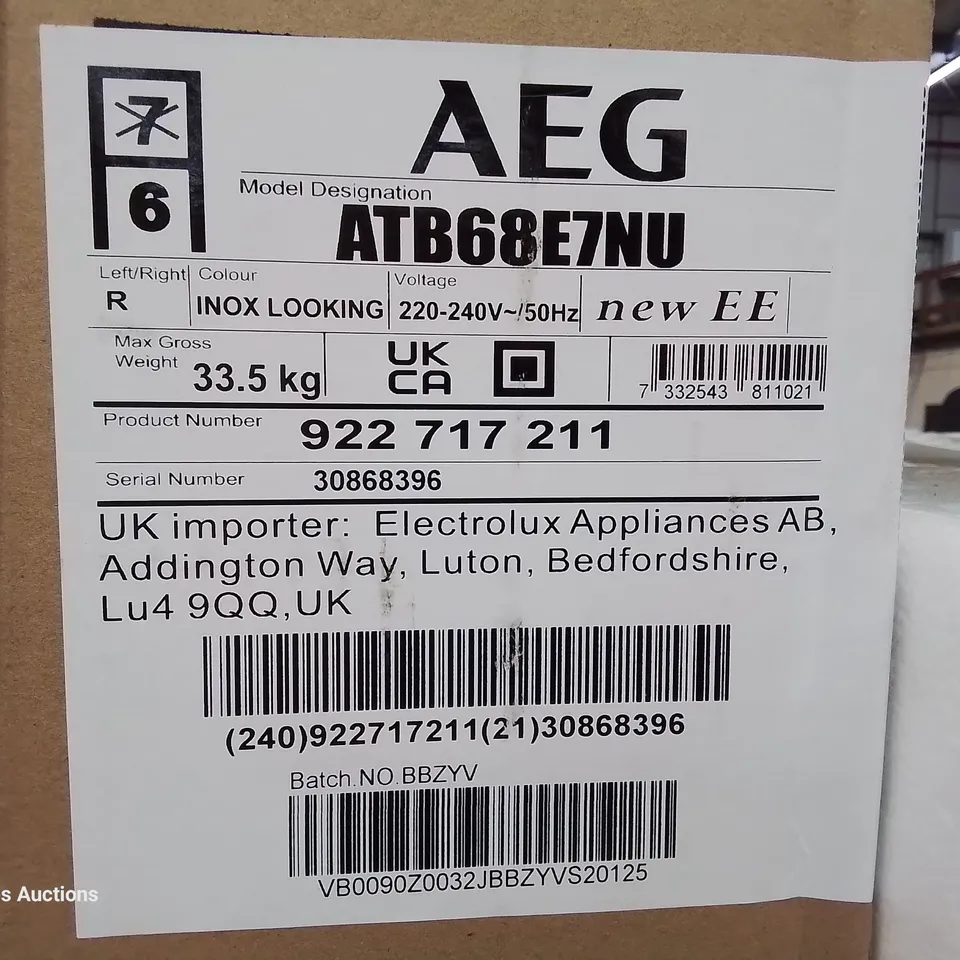 7
6
AEG
Model Designation
ATB68E7NU
Left/Right
R
Colour
INOX LOOKING
Voltage
220-240V~/50Hz
new EE
Max Gross
Weight 33.5 kg
UK
CA
7 332543 811021
Product Number 922 717 211
Serial Number 30868396
UK importer: Electrolux Appliances AB,
Addington Way, Luton, Bedfordshire,
Lu4 9QQ,UK
(240)922717211(21)30868396
Batch.NO.BBZYV
VB0090Z0032JBBZYVS20125
s Auctions